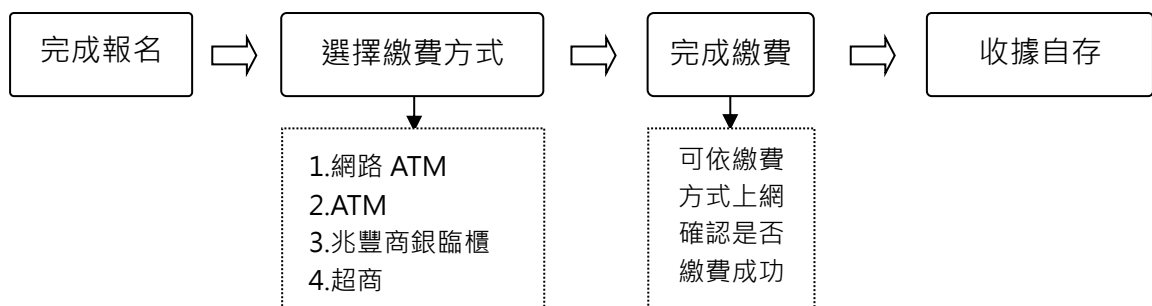 完成報名
選擇繳費方式
完成繳費
收據自存
1.網路 ATM
2.ATM
3.兆豐商銀臨櫃
4.超商
可依繳費
方式上網
確認是否
繳費成功